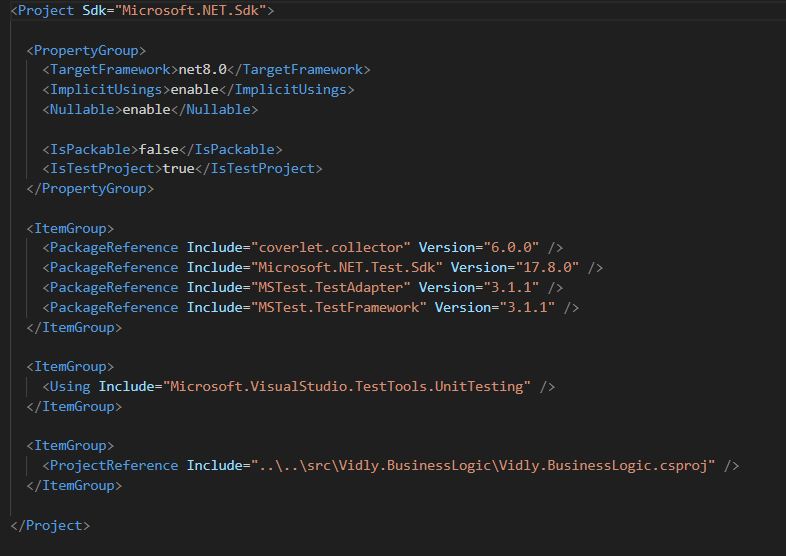 <Project Sdk="Microsoft.NET.Sdk">
<PropertyGroup>
<TargetFramework>net8.0</TargetFramework>
<ImplicitUsings>enable</ImplicitUsings>
<Nullable>enable</Nullable>
<IsPackable>false</IsPackable>
<IsTestProject>true</IsTestProject>
</PropertyGroup>
<ItemGroup>
<PackageReference Include="coverlet.collector" Version="6.0.0" />
<PackageReference Include="Microsoft.NET.Test.Sdk" Version="17.8.0" />
<PackageReference Include="MSTest.TestAdapter" Version="3.1.1" />
<PackageReference Include="MSTest.TestFramework" Version="3.1.1" />
</ItemGroup>
<ItemGroup>
<Using Include="Microsoft.VisualStudio.TestTools.UnitTesting" />
</ItemGroup>
<ItemGroup>
<ProjectReference Include="..\..\src\Vidly.BusinessLogic\Vidly.BusinessLogic.csproj" />
</ItemGroup>
</Project>